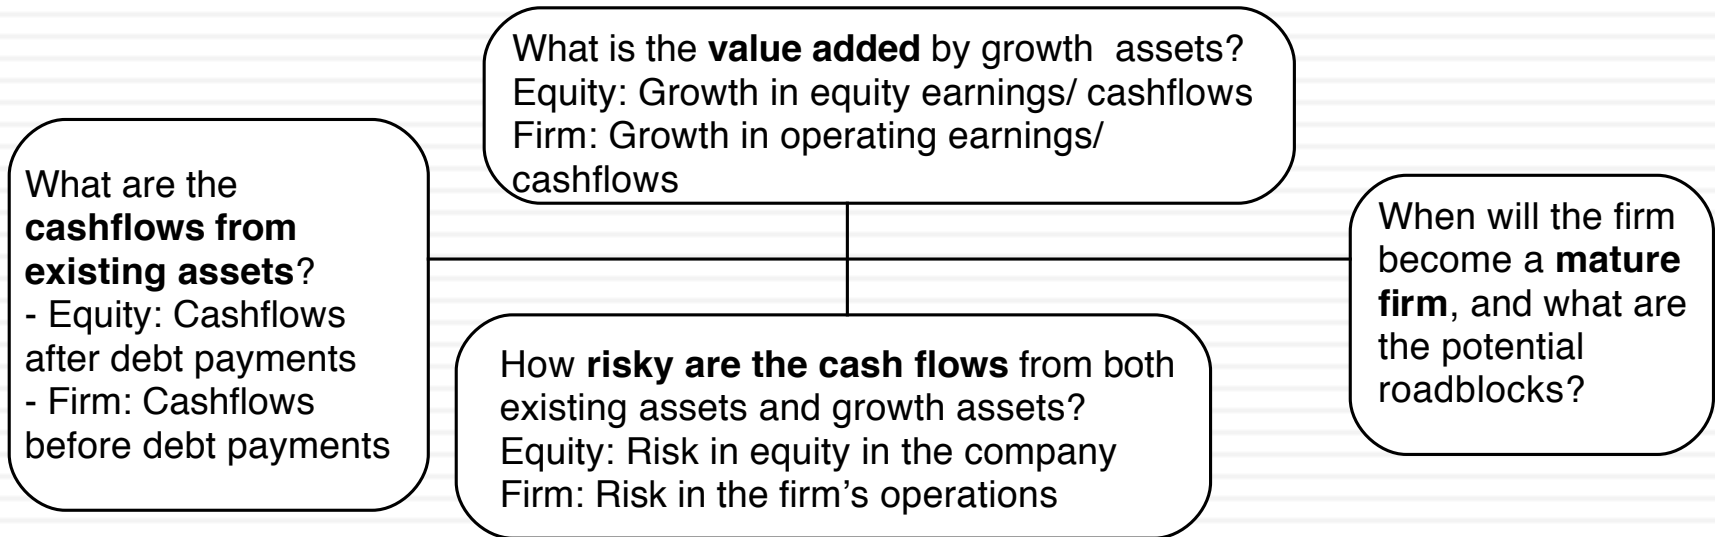 What is the value added by growth  assets?
Equity: Growth in equity earnings/ cashflows
Firm: Growth in operating earnings/
cashflows
What are the
cashflows from
existing assets?
- Equity: Cashflows
after debt payments
- Firm: Cashflows
before debt payments
When will the firm
become a mature
firm, and what are
the potential
roadblocks?
How risky are the cash flows from both
existing assets and growth assets?
Equity: Risk in equity in the company
Firm: Risk in the firm's operations